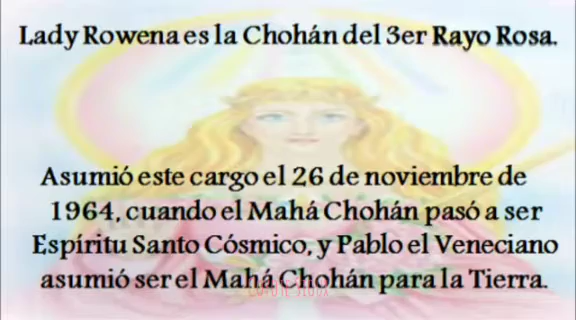 Lady Rowena es la Chohán del 3er Rayo Rosa.
Asumió este cargo el 26 de noviembre de
1964, cuando el Mahá Chohán pasó a ser
Espíritu Santo Cósmico, y Pablo el Veneciano
asumió ser el Mahá Chohán para la Tierra.